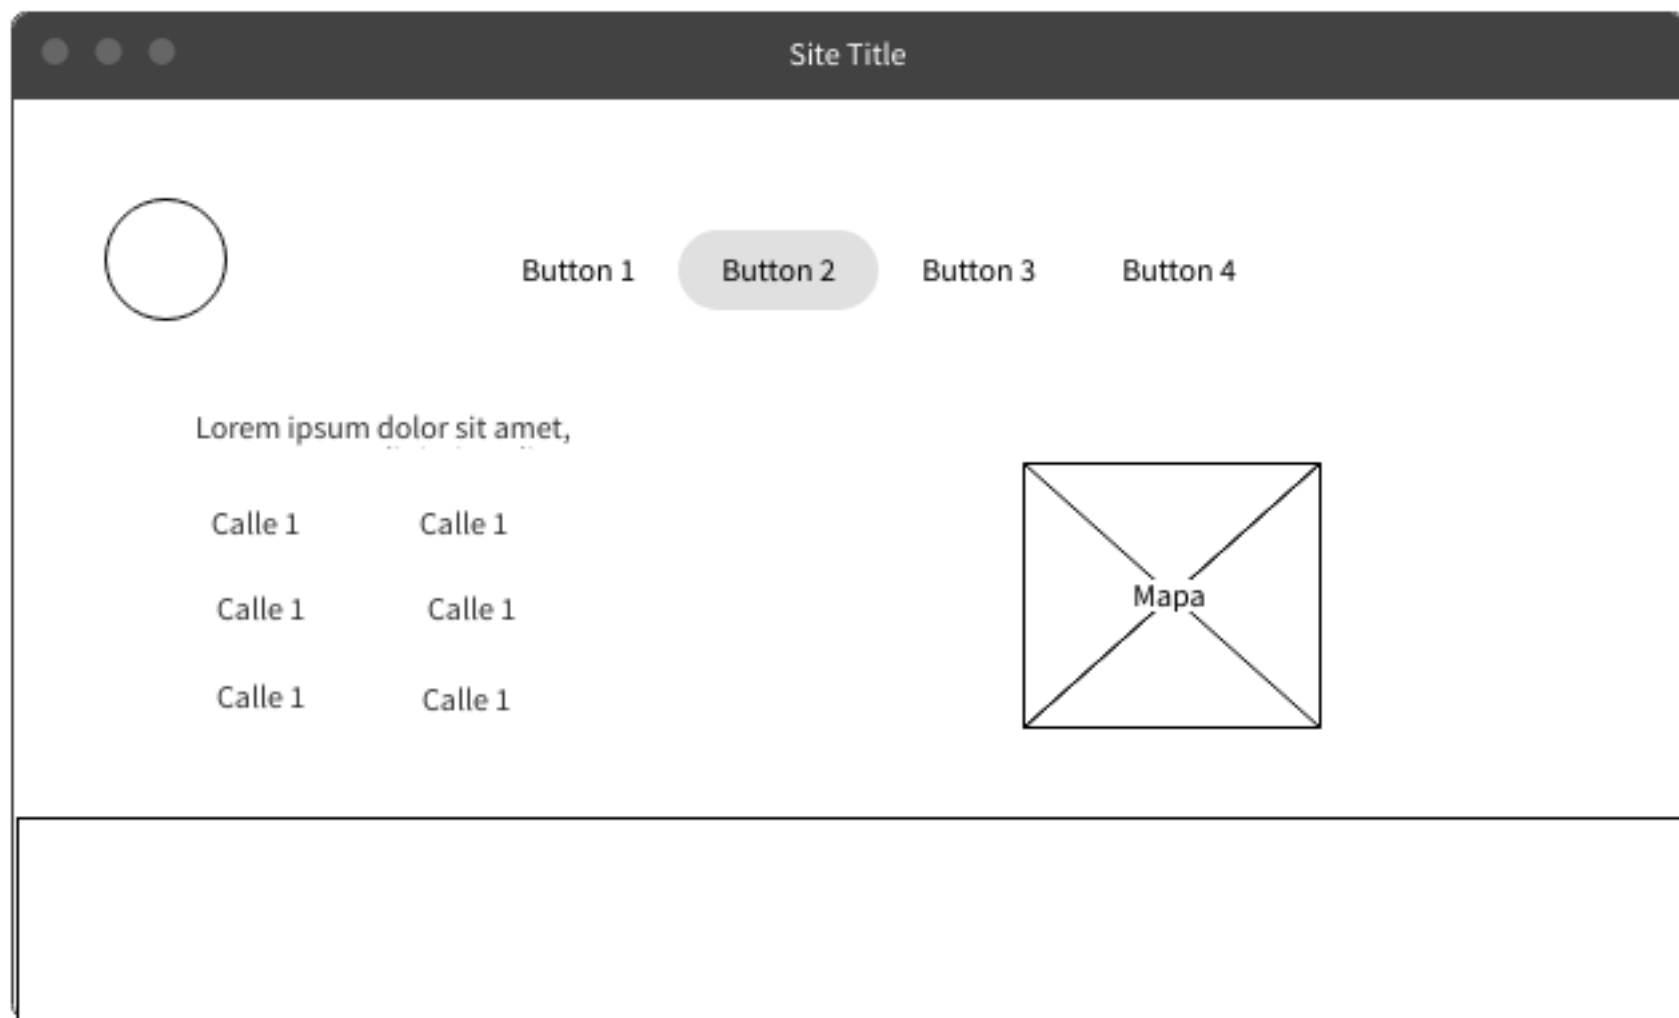 Site Title
Button 1 Button 2 Button 3 Button 4
Lorem ipsum dolor sit amet,
Calle 1 Calle 1
Calle 1 Calle 1
Calle 1 Calle 1
Mapa